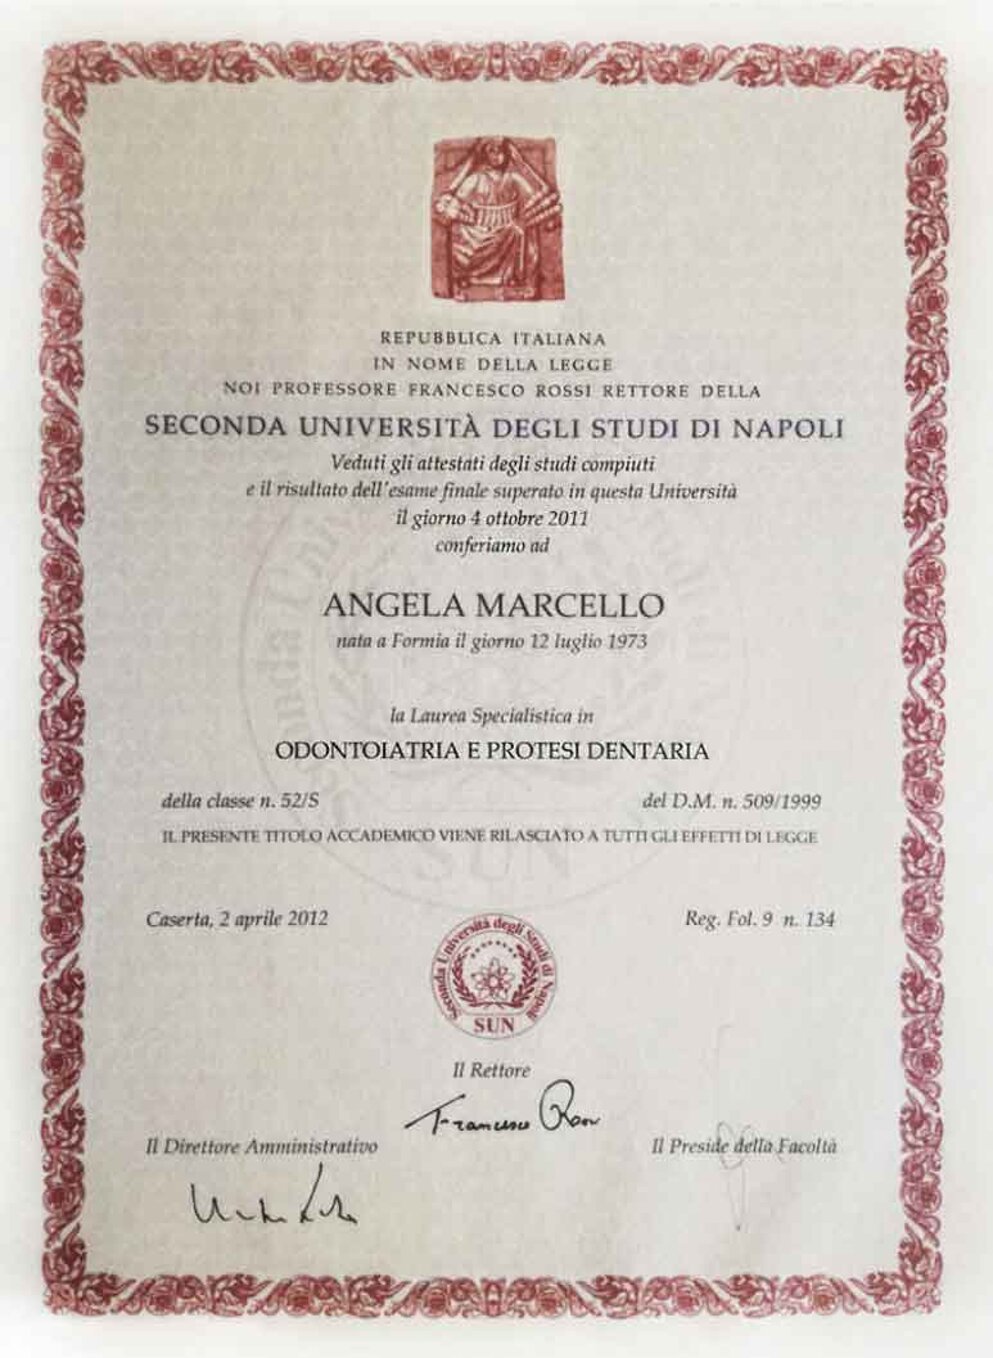 REPUBBLICA ITALIANA
IN NOME DELLA LEGGE
NOI PROFESSORE FRANCESCO ROSSI RETTORE DELLA
SECONDA UNIVERSITÀ DEGLI STUDI DI NAPOLI
Veduti gli attestati degli studi compiuti
e il risultato dell'esame finale superato in questa Università
il giorno 4 ottobre 2011
conferiamo ad
ANGELA MARCELLO
nata a Formia il giorno 12 luglio 1973
la Laurea Specialistica in
ODONTOIATRIA E PROTESI DENTARIA
della classe n. 52/S del D.M. n. 509/1999
IL PRESENTE TITOLO ACCADEMICO VIENE RILASCIATO A TUTTI GLI EFFETTI DI LEGGE
SUN
Caserta, 2 aprile 2012 Reg. Fol. 9 n. 134
Seconda Università degli Studi di Napoli
SUN
Il Rettore
Francesco Rossi
Il Direttore Amministrativo Il Preside della Facoltà